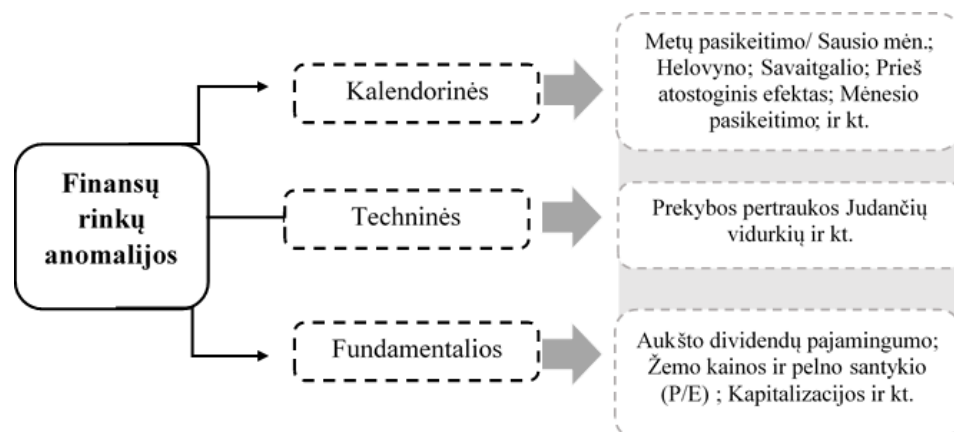 Finansų
rinkų
anomalijos
Kalendorinės
Metų pasikeitimo/ Sausio mėn.;
Helovyno; Savaitgalio; Prieš
atostoginis efektas; Mėnesio
pasikeitimo; ir kt.
Techninės
Prekybos pertraukos Judančių
vidurkių ir kt.
Fundamentalios
Aukšto dividendų pajamingumo;
Žemo kainos ir pelno santykio
(P/E) ; Kapitalizacijos ir kt.